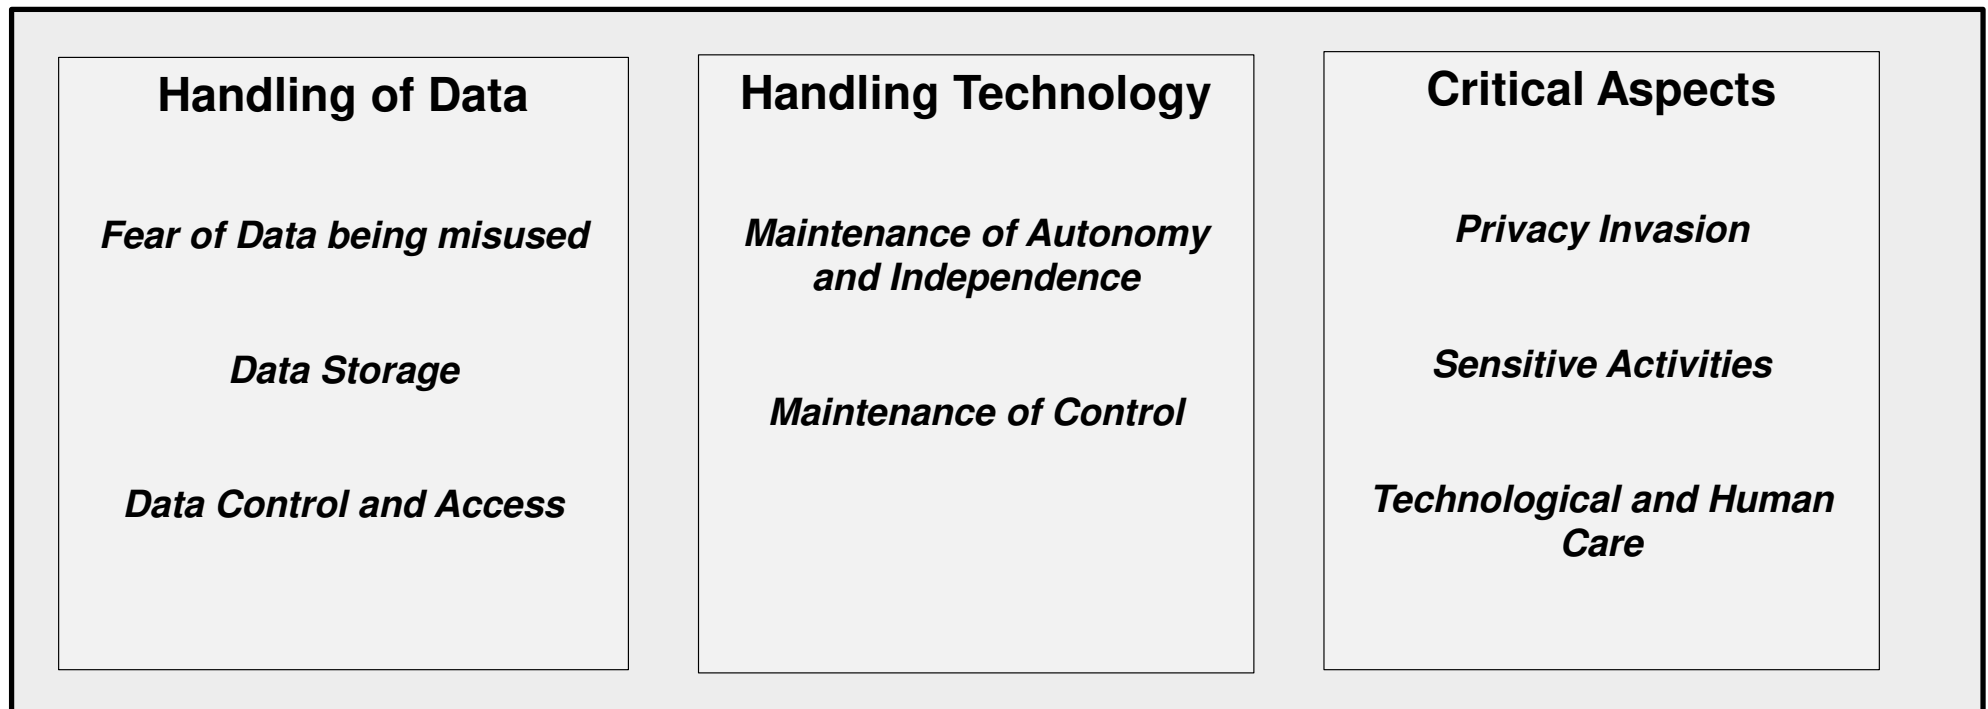 Handling of Data
Fear of Data being misused
Data Storage
Data Control and Access
Handling Technology
Maintenance of Autonomy
and Independence
Maintenance of Control
Critical Aspects
Privacy Invasion
Sensitive Activities
Technological and Human
Care